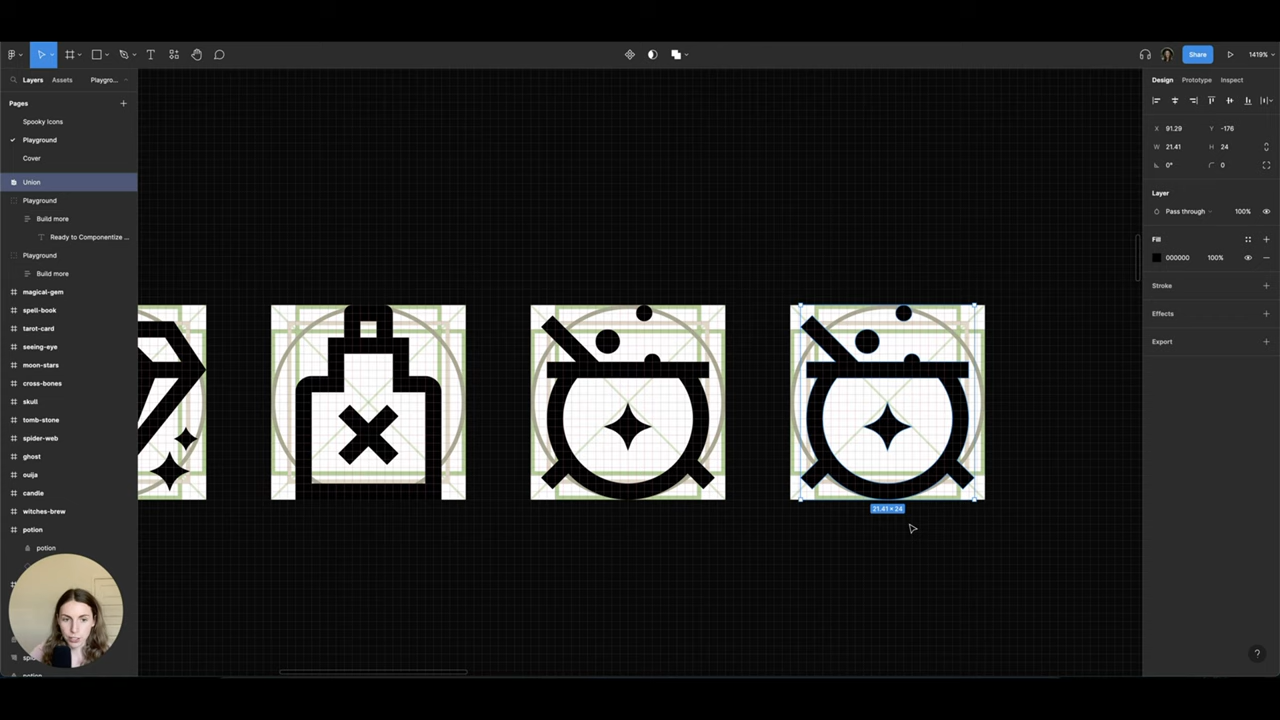 Share
1419%
Layers
Assets
Playgro...
Design
Prototype
Inspect
Pages
Spooky Icons
Playground
Cover
Union
Playground
Build more
Ready to Componentize ...
Playground
Build more
magical-gem
spell-book
tarot-card
seeing-eye
moon-stars
cross-bones
skull
tomb-stone
spider-web
ghost
ouija
candle
witches-brew
potion
potion
X 91.29 Y -176
W 21.41 H 24
0° 0
Layer
Pass through 100%
Fill
000000 100%
Stroke
Effects
Export
21.41 × 24
?